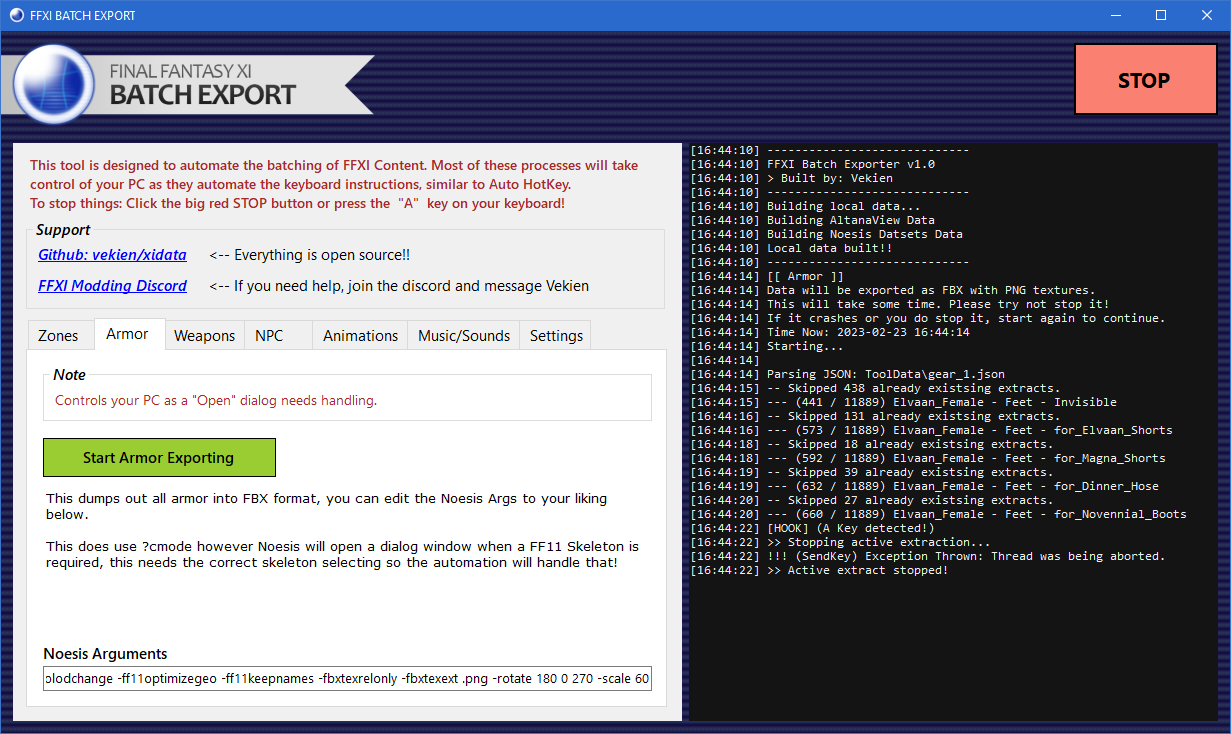 FFXI BATCH EXPORT
FINAL FANTASY XI
BATCH EXPORT
STOP
This tool is designed to automate the batching of FFXI Content. Most of these processes will take
control of your PC as they automate the keyboard instructions, similar to Auto HotKey.
To stop things: Click the big red STOP button or press the "A" key on your keyboard!
Support
Github: vekien/xidata <-- Everything is open source!!
FFXI Modding Discord <-- If you need help, join the discord and message Vekien
Zones Armor Weapons NPC Animations Music/Sounds Settings
Note
Controls your PC as a "Open" dialog needs handling.
Start Armor Exporting
This dumps out all armor into FBX format, you can edit the Noesis Args to your liking
below.
This does use ?cmode however Noesis will open a dialog window when a FF11 Skeleton is
required, this needs the correct skeleton selecting so the automation will handle that!
Noesis Arguments
olodchange -ff11optimizegeo -ff11keepnames -fbxtexrelonly -fbxtexext .png -rotate 180 0 270 -scale 60
[16:44:10] -----------------------------
[16:44:10] FFXI Batch Exporter v1.0
[16:44:10] > Built by: Vekien
[16:44:10] -----------------------------
[16:44:10] Building local data...
[16:44:10] Building AltanaView Data
[16:44:10] Building Noesis Datsets Data
[16:44:10] Local data built!!
[16:44:10] -----------------------------
[16:44:14] [[ Armor ]]
[16:44:14] Data will be exported as FBX with PNG textures.
[16:44:14] This will take some time. Please try not stop it!
[16:44:14] If it crashes or you do stop it, start again to continue.
[16:44:14] Time Now: 2023-02-23 16:44:14
[16:44:14] Starting...
[16:44:14]
[16:44:14] Parsing JSON: ToolData\gear_1.json
[16:44:15] -- Skipped 438 already existsing extracts.
[16:44:15] --- (441 / 11889) Elvaan_Female - Feet - Invisible
[16:44:16] -- Skipped 131 already existsing extracts.
[16:44:16] --- (573 / 11889) Elvaan_Female - Feet - for_Elvaan_Shorts
[16:44:18] -- Skipped 18 already existsing extracts.
[16:44:18] --- (592 / 11889) Elvaan_Female - Feet - for_Magna_Shorts
[16:44:19] -- Skipped 39 already existsing extracts.
[16:44:19] --- (632 / 11889) Elvaan_Female - Feet - for_Dinner_Hose
[16:44:20] -- Skipped 27 already existsing extracts.
[16:44:20] --- (660 / 11889) Elvaan_Female - Feet - for_Novennial_Boots
[16:44:22] [HOOK] (A Key detected!)
[16:44:22] >> Stopping active extraction...
[16:44:22] !!! (SendKey) Exception Thrown: Thread was being aborted.
[16:44:22] >> Active extract stopped!